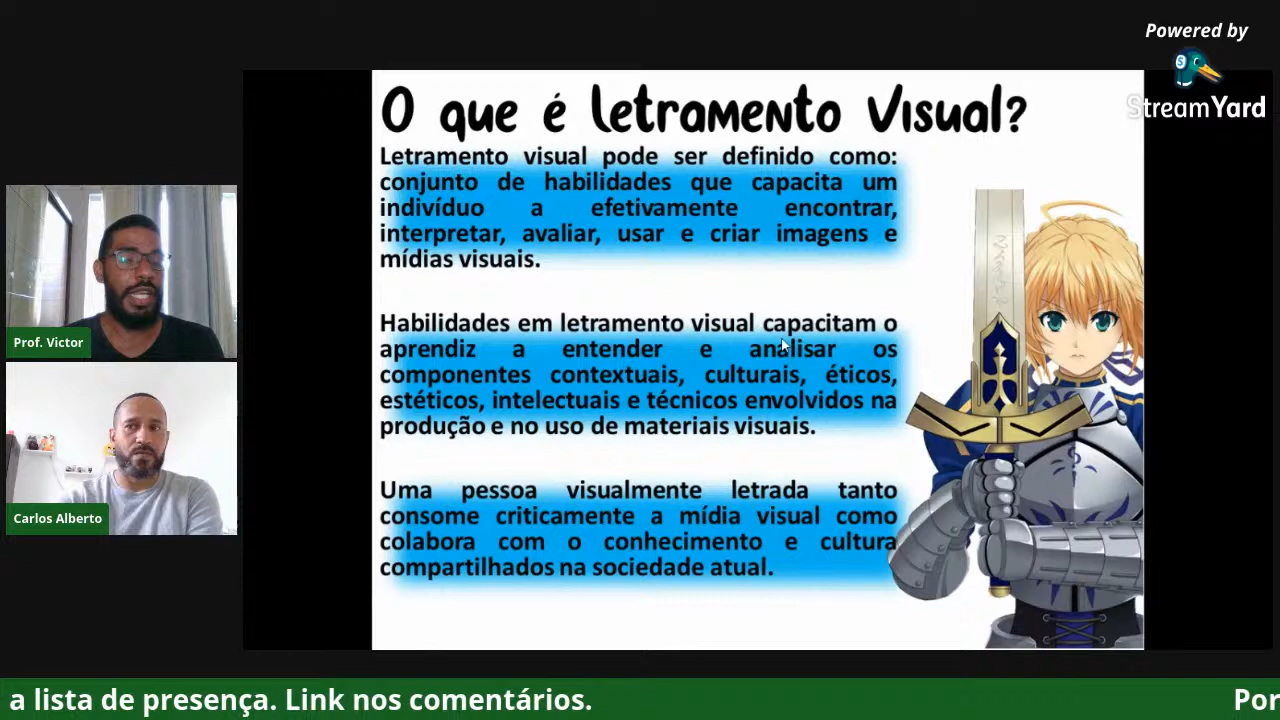 Powered by
StreamYard
O que é Letramento Visual?
Letramento visual pode ser definido como:
conjunto de habilidades que capacita um
indivíduo a efetivamente encontrar,
interpretar, avaliar, usar e criar imagens e
mídias visuais.
Habilidades em letramento visual capacitam o
aprendiz a entender e analisar os
componentes contextuais, culturais, éticos,
estéticos, intelectuais e técnicos envolvidos na
produção e no uso de materiais visuais.
Uma pessoa visualmente letrada tanto
consome criticamente a mídia visual como
colabora com o conhecimento e cultura
compartilhados na sociedade atual.
Prof. Victor
Carlos Alberto
a lista de presença. Link nos comentários.
Por